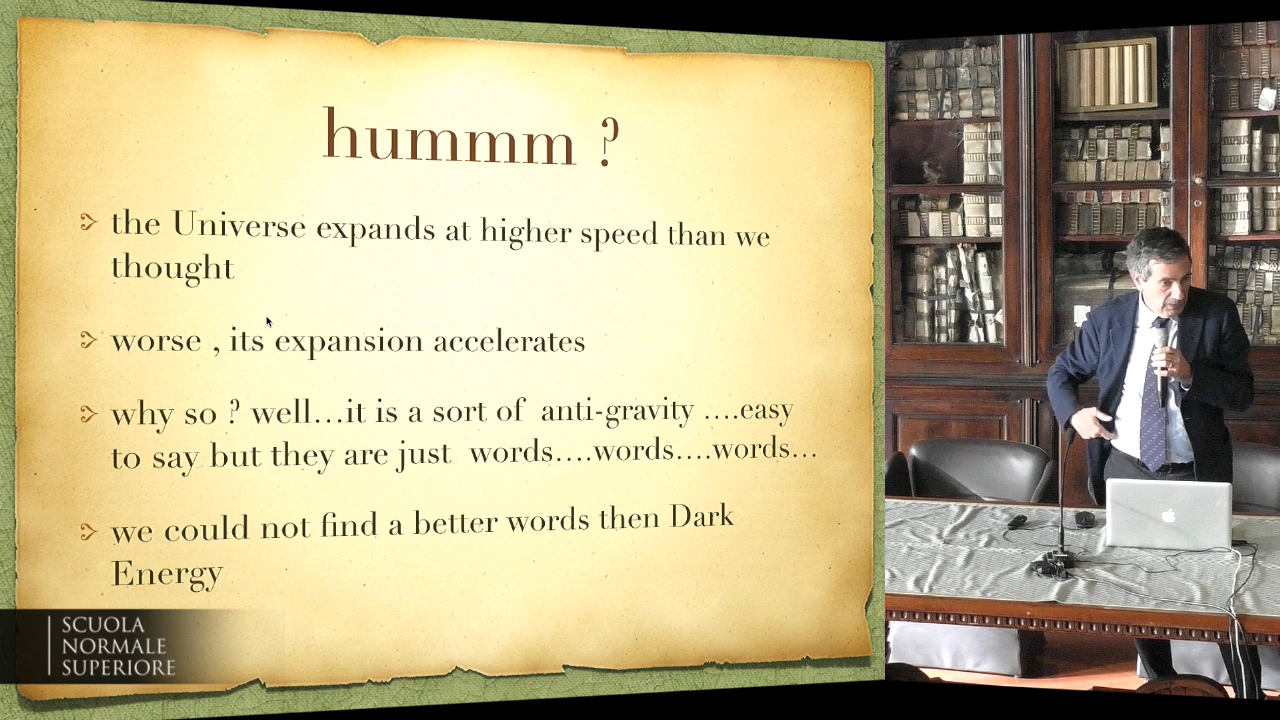 hummm ?
the Universe expands at higher speed than we
thought
worse , its expansion accelerates
why so ? well...it is a sort of anti-gravity ....easy
to say but they are just words....words....words...
we could not find a better words then Dark
Energy
SCUOLA
NORMALE
SUPERIORE